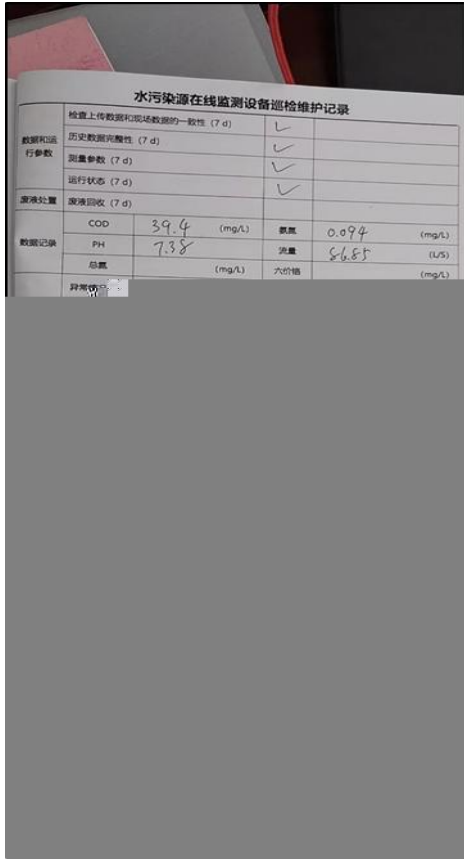 水污染源在线监测设备巡检维护记录
数据和运行参数 检查上传数据和现场数据的一致性 (7 d) ✓
历史数据完整性 (7 d) ✓
测量参数 (7 d) ✓
运行状态 (7 d) ✓
废液处置 废液回收 (7 d)
数据记录 COD 39.4 (mg/L) 氨氮 0.094 (mg/L)
PH 7.38 流量 86.85 (L/S)
总氮 (mg/L) 六价铬 (mg/L)
异常情